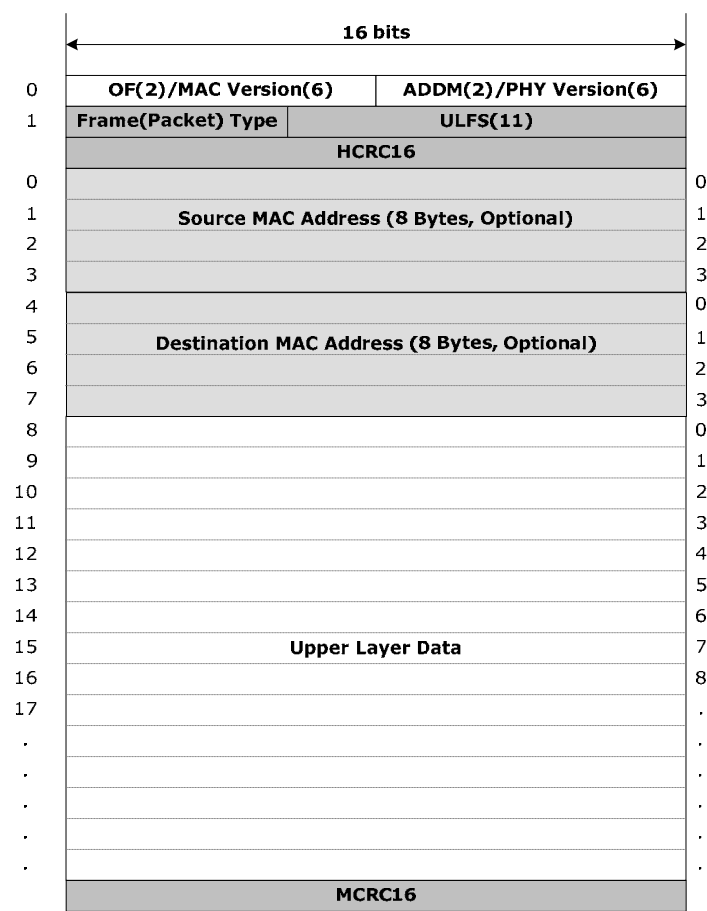 16 bits
0 OF(2)/MAC Version(6) ADDM(2)/PHY Version(6)
1 Frame(Packet) Type ULFS(11)
HCRC16
0 0
1 Source MAC Address (8 Bytes, Optional) 1
2 2
3 3
4 0
5 Destination MAC Address (8 Bytes, Optional) 1
6 2
7 3
8 0
9 1
10 2
11 3
12 4
13 5
14 6
15 Upper Layer Data 7
16 8
17 .
. .
. .
. .
. .
. .
MCRC16